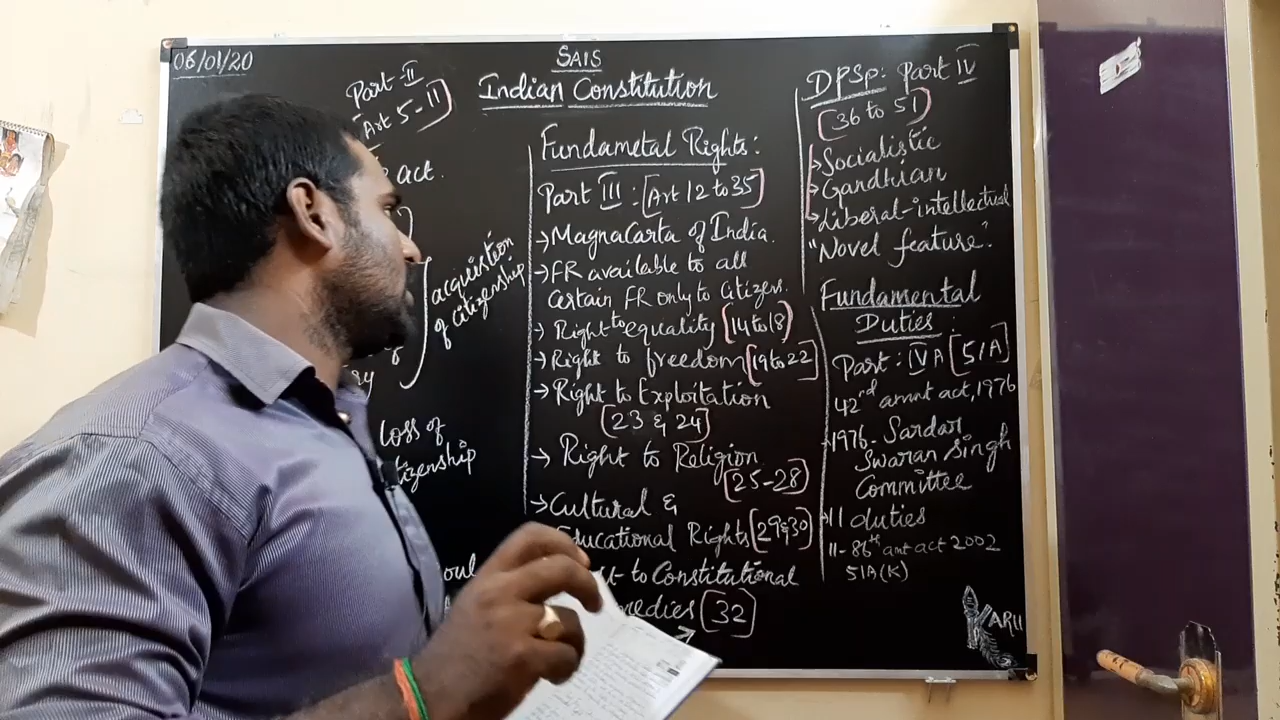 06/01/20
SAIS
Indian Constitution
Part-II
Art 5-11)
act.
acquistion
of citizenship
loss of
Fundametal Rights:
Part III : [Art 12 to 35]
→ MagnaCarta of India.
→ FR available to all
Certain FR only to Citizens.
→ Right to equality [14 to 18]
→ Right to freedom [19 to 22]
→ Right to Exploitation
[23 & 24]
→ Right to Religion
[25-28]
→ Cultural &
Educational Rights [29&30]
to Constitutional
[32]
DPSP: Part IV
[36 to 51]
→ Socialistic
→ Gandhian
→ Liberal-intellectual
"Novel feature".
Fundamental
Duties :
Part: IV A [51A]
42nd amnt act, 1976
1976- Sardar
Swaran Singh
Committee
11 duties
11- 86th amt act 2002
51A(K)